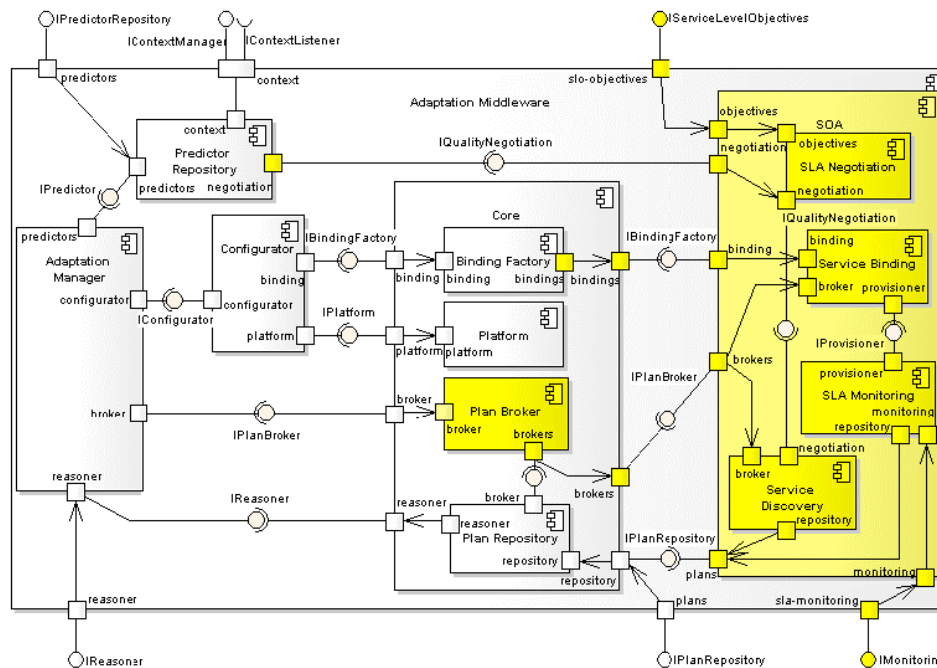 IPredictorRepository
IServiceLevelObjectives
IContextManager
IContextListener
predictors
context
slo-objectives
Adaptation Middleware
objectives
SOA
context
Predictor
Repository
IQualityNegotiation
negotiation
objectives
SLA Negotiation
IPredictor
predictors
negotiation
negotiation
Core
IQualityNegotiation
predictors
Configurator
IBindingFactory
IBindingFactory
binding
binding
Adaptation
Manager
Binding Factory
Service Binding
binding
binding
binding
bindings
bindings
broker
provisioner
configurator
configurator
IConfigurator
IPlatform
Platform
platform
platform
platform
IProvisioner
brokers
provisioner
IPlanBroker
SLA Monitoring
monitoring
broker
broker
Plan Broker
broker
repository
IPlanBroker
brokers
negotiation
reasoner
broker
IReasoner
brokers
Service
Discovery
broker
reasoner
reasoner
Plan Repository
IPlanRepository
repository
repository
repository
plans
monitoring
reasoner
plans
sla-monitoring
IReasoner
IPlanRepository
IMonitorin